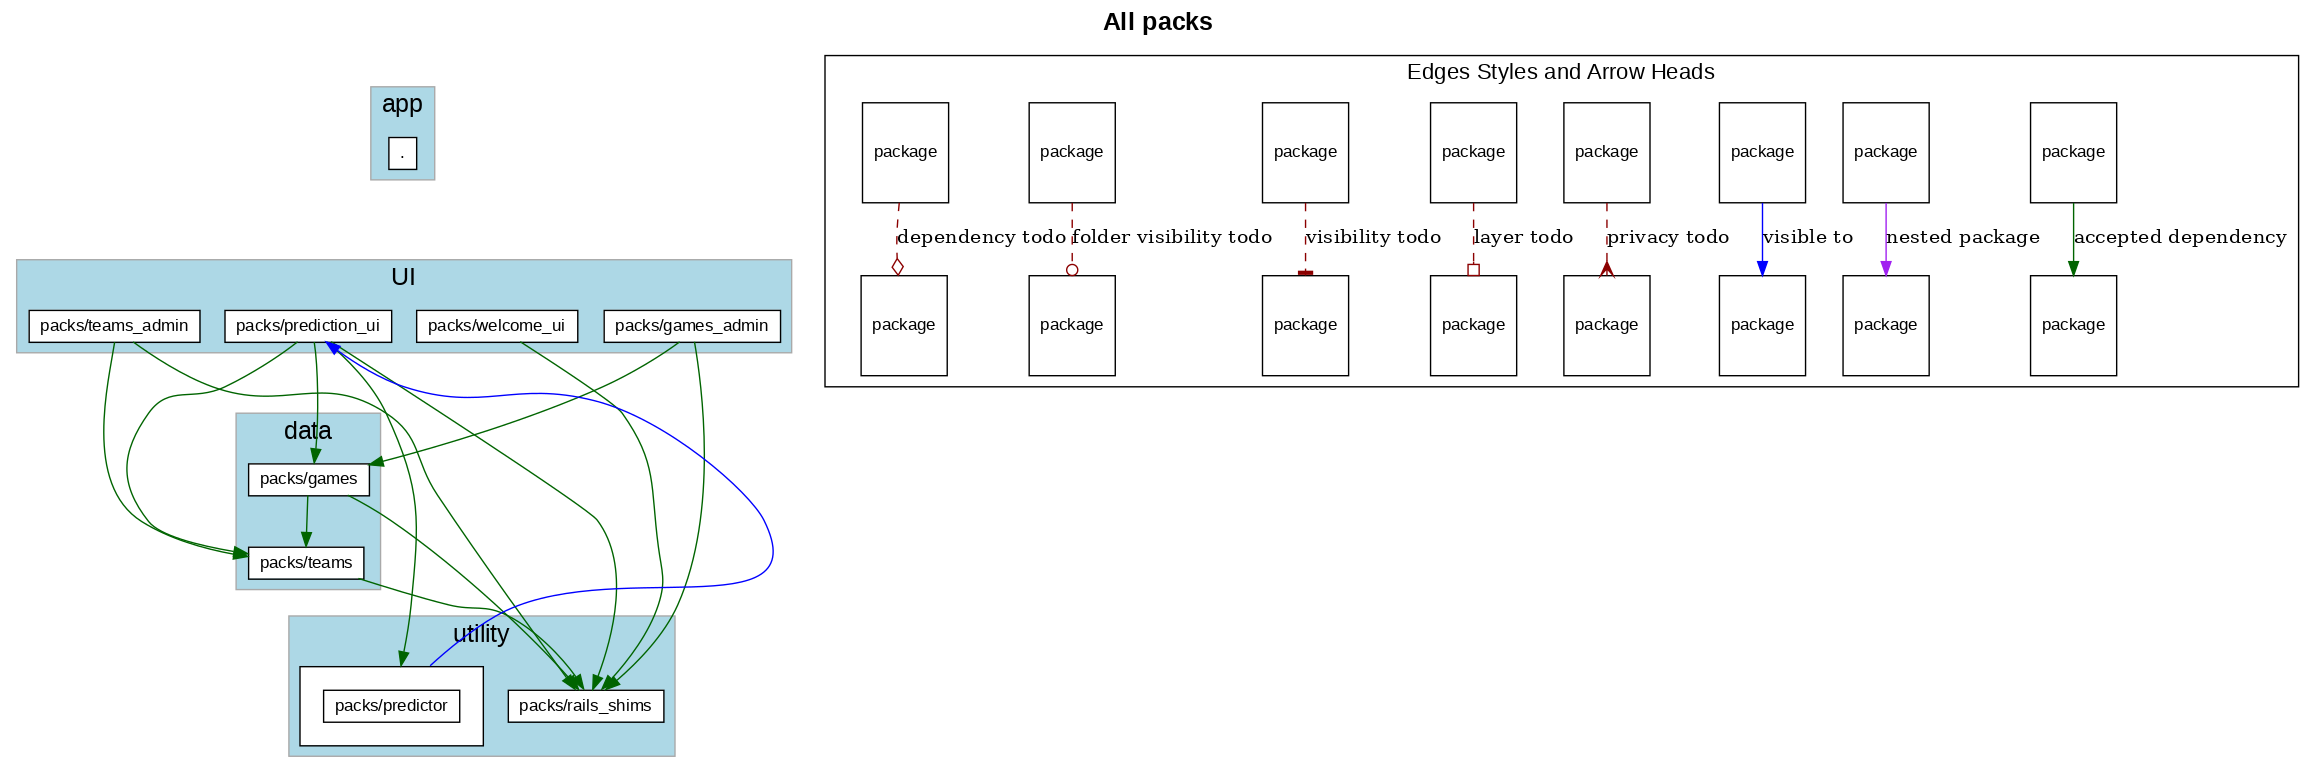 All packs
app
.
UI
packs/teams_admin
packs/prediction_ui
packs/welcome_ui
packs/games_admin
data
packs/games
packs/teams
utility
packs/predictor
packs/rails_shims
Edges Styles and Arrow Heads
package
package
package
package
package
package
package
package
dependency todo
folder visibility todo
visibility todo
layer todo
privacy todo
visible to
nested package
accepted dependency
package
package
package
package
package
package
package
package